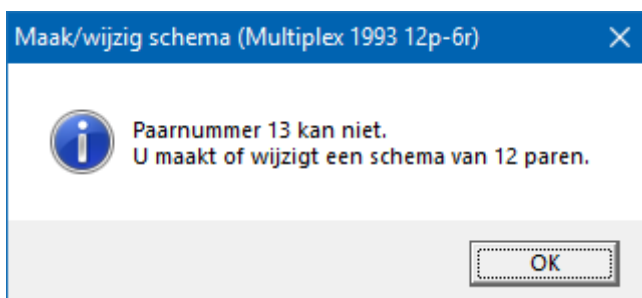 Maak/wijzig schema (Multiplex 1993 12p-6r)
Paarnummer 13 kan niet.
U maakt of wijzigt een schema van 12 paren.
OK